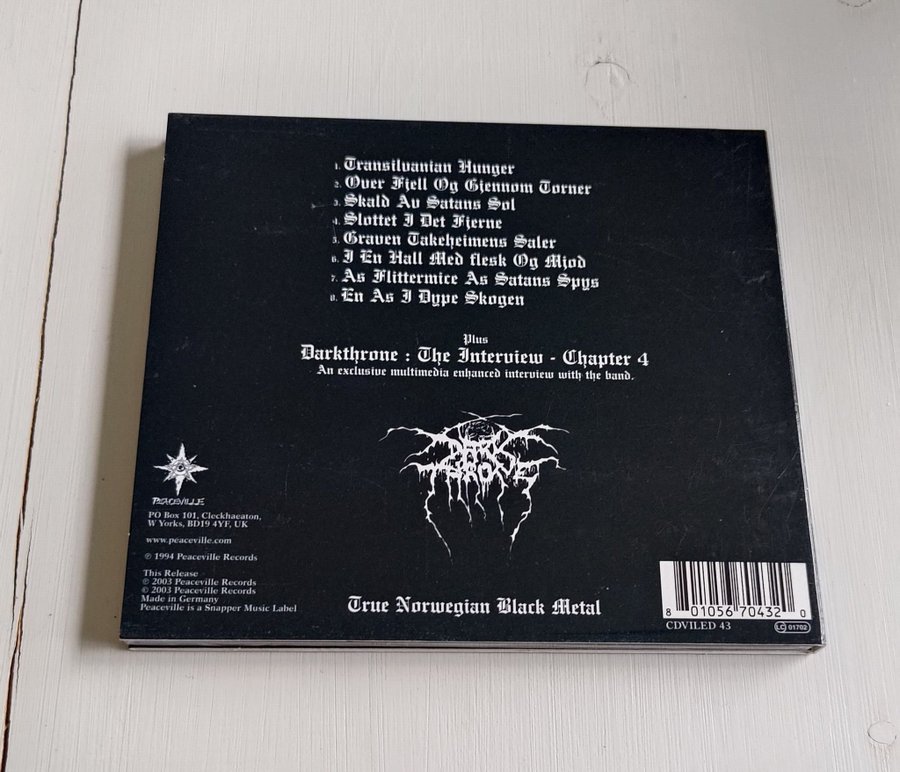 1. Transilvanian Hunger
2. Over Fjell Og Gjennom Torner
3. Skald Av Satans Sol
4. Slottet I Det Fjerne
5. Graven Takeheimens Saler
6. I En Hall Med flesk Og Mjod
7. As Flittermice As Satans Spys
8. En As I Dype Skogen
Plus
Darkthrone : The Interview - Chapter 4
An exclusive multimedia enhanced interview with the band.
DARK
THRONE
PEACEVILLE
PO Box 101, Cleckheaton,
W Yorks, BD19 4YF, UK
www.peaceville.com
℗ 1994 Peaceville Records
This Release
℗ 2003 Peaceville Records
© 2003 Peaceville Records
Made in Germany
Peaceville is a Snapper Music Label
True Norwegian Black Metal
8 01056 70432 0
CDVILED 43
LC 01702